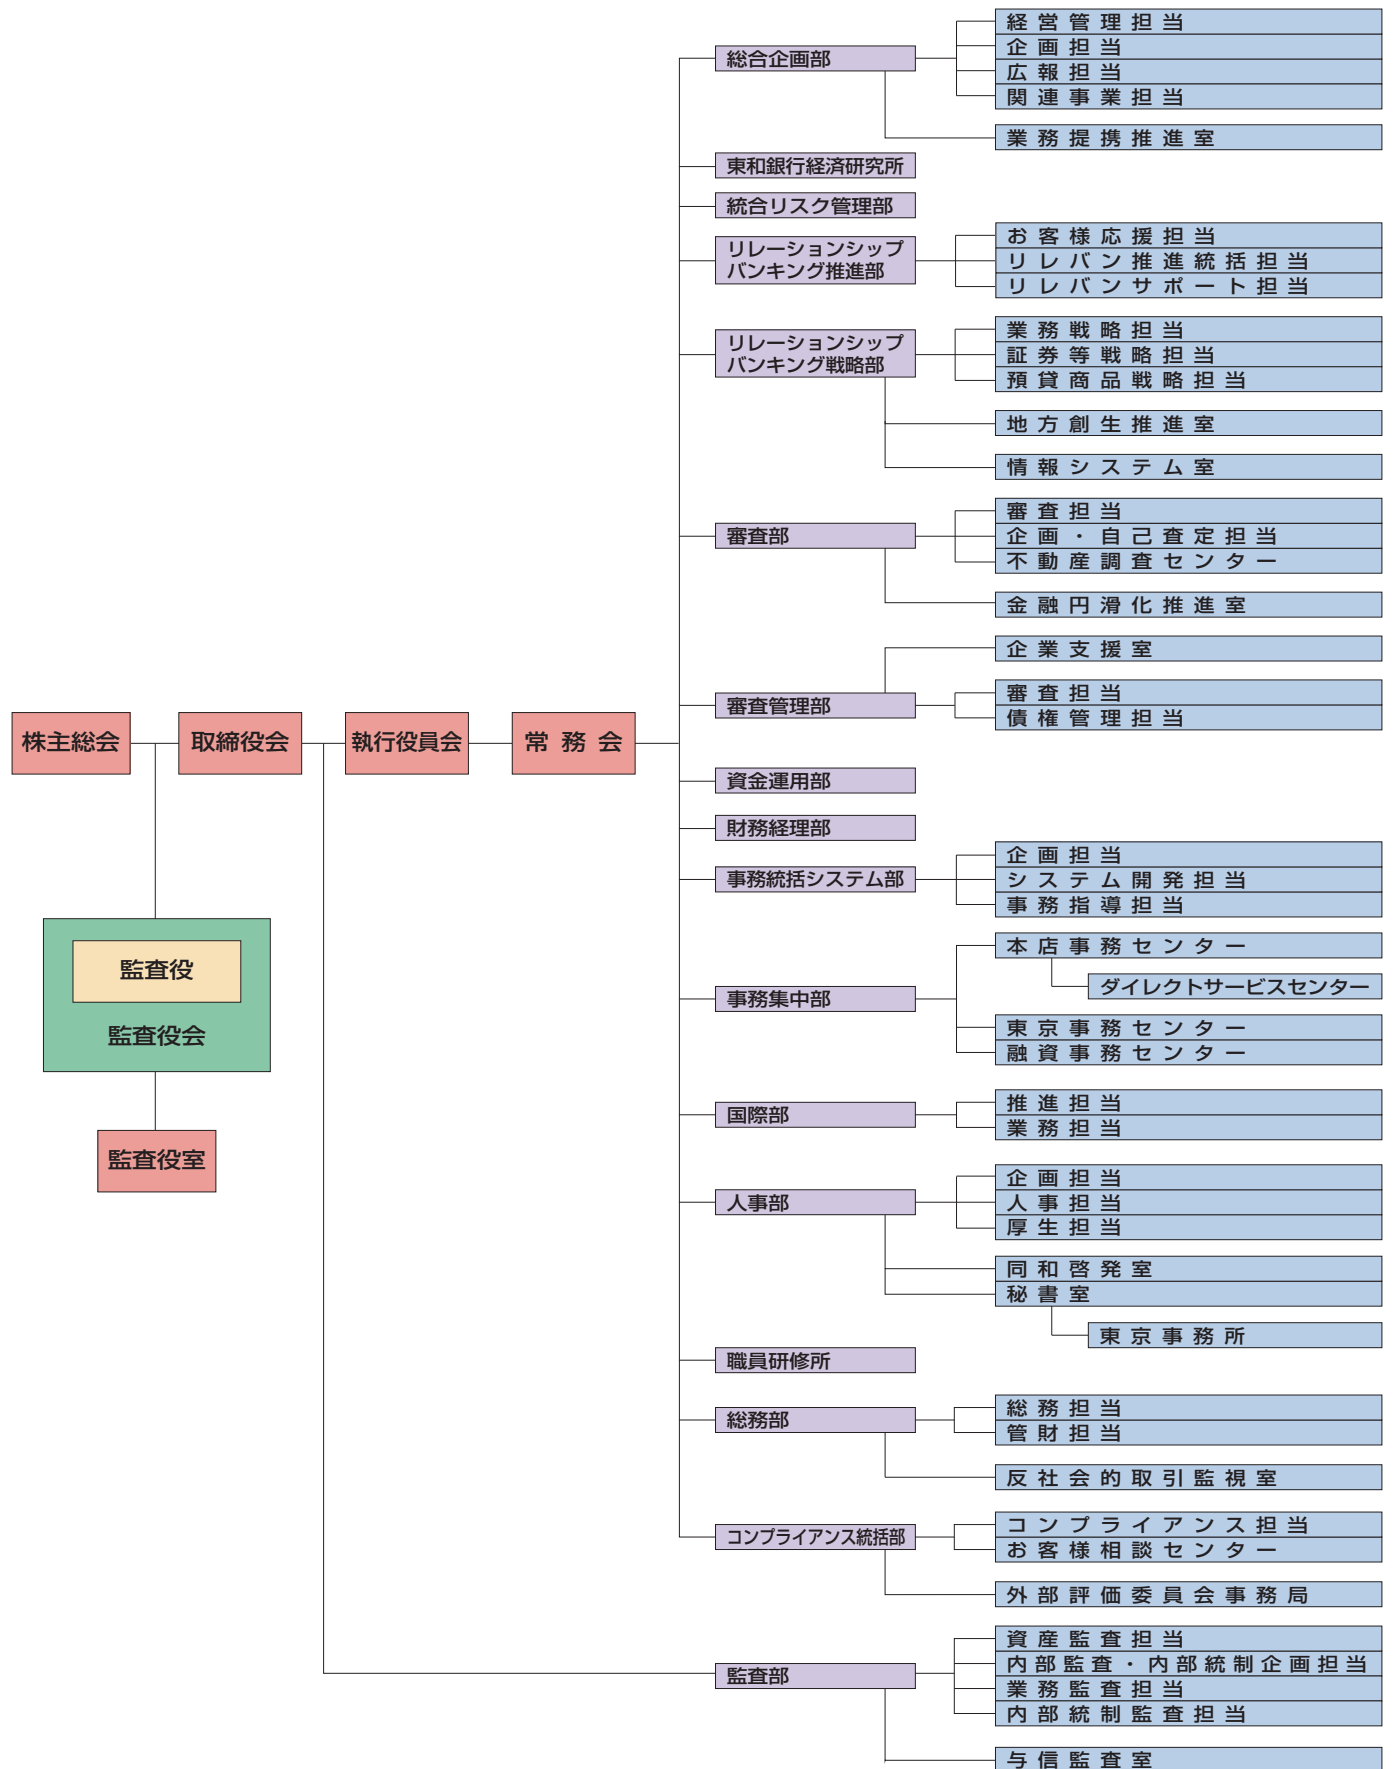 株主総会
取締役会
執行役員会
常務会
監査役
監査役会
監査役室
総合企画部
経営管理担当
企画担当
広報担当
関連事業担当
業務提携推進室
東和銀行経済研究所
統合リスク管理部
リレーションシップ
バンキング推進部
お客様応援担当
リレバン推進統括担当
リレバンサポート担当
リレーションシップ
バンキング戦略部
業務戦略担当
証券等戦略担当
預貸商品戦略担当
地方創生推進室
情報システム室
審査部
審査担当
企画・自己査定担当
不動産調査センター
金融円滑化推進室
審査管理部
企業支援室
審査担当
債権管理担当
資金運用部
財務経理部
事務統括システム部
企画担当
システム開発担当
事務指導担当
事務集中部
本店事務センター
ダイレクトサービスセンター
東京事務センター
融資事務センター
国際部
推進担当
業務担当
人事部
企画担当
人事担当
厚生担当
同和啓発室
秘書室
東京事務所
職員研修所
総務部
総務担当
管財担当
反社会的取引監視室
コンプライアンス統括部
コンプライアンス担当
お客様相談センター
外部評価委員会事務局
監査部
資産監査担当
内部監査・内部統制企画担当
業務監査担当
内部統制監査担当
与信監査室